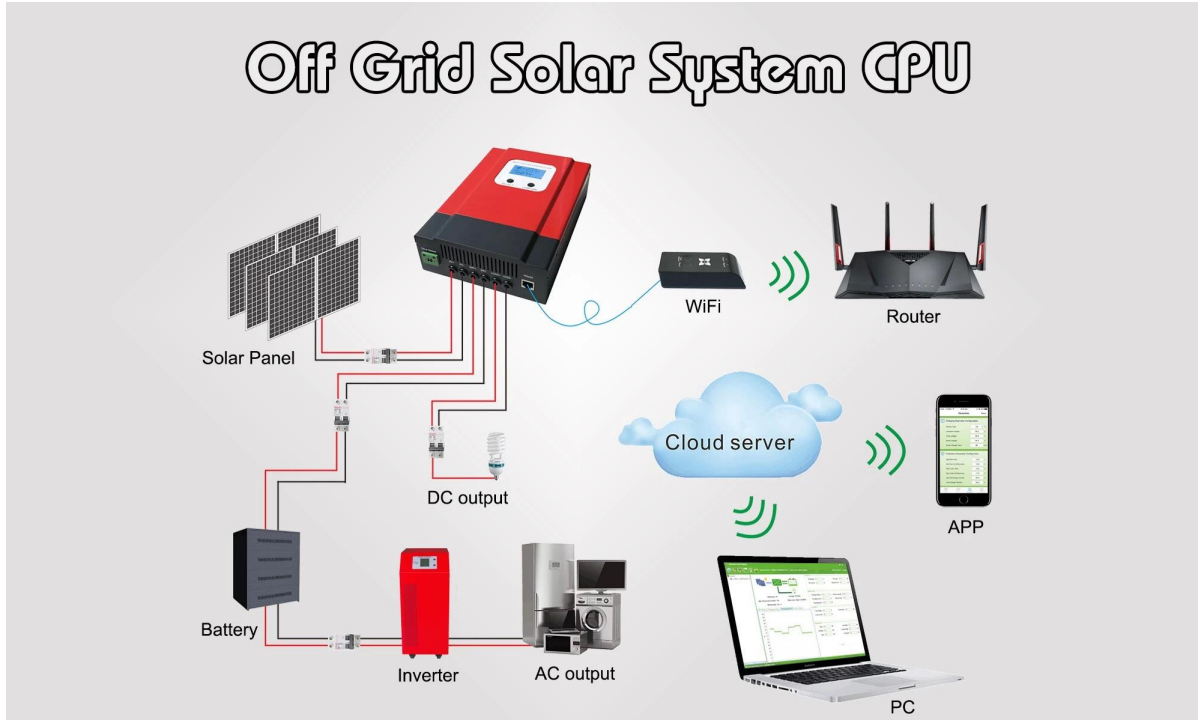 Off Grid Solar System CPU
WiFi
Router
Solar Panel
Cloud server
DC output
APP
Battery
Inverter
AC output
PC